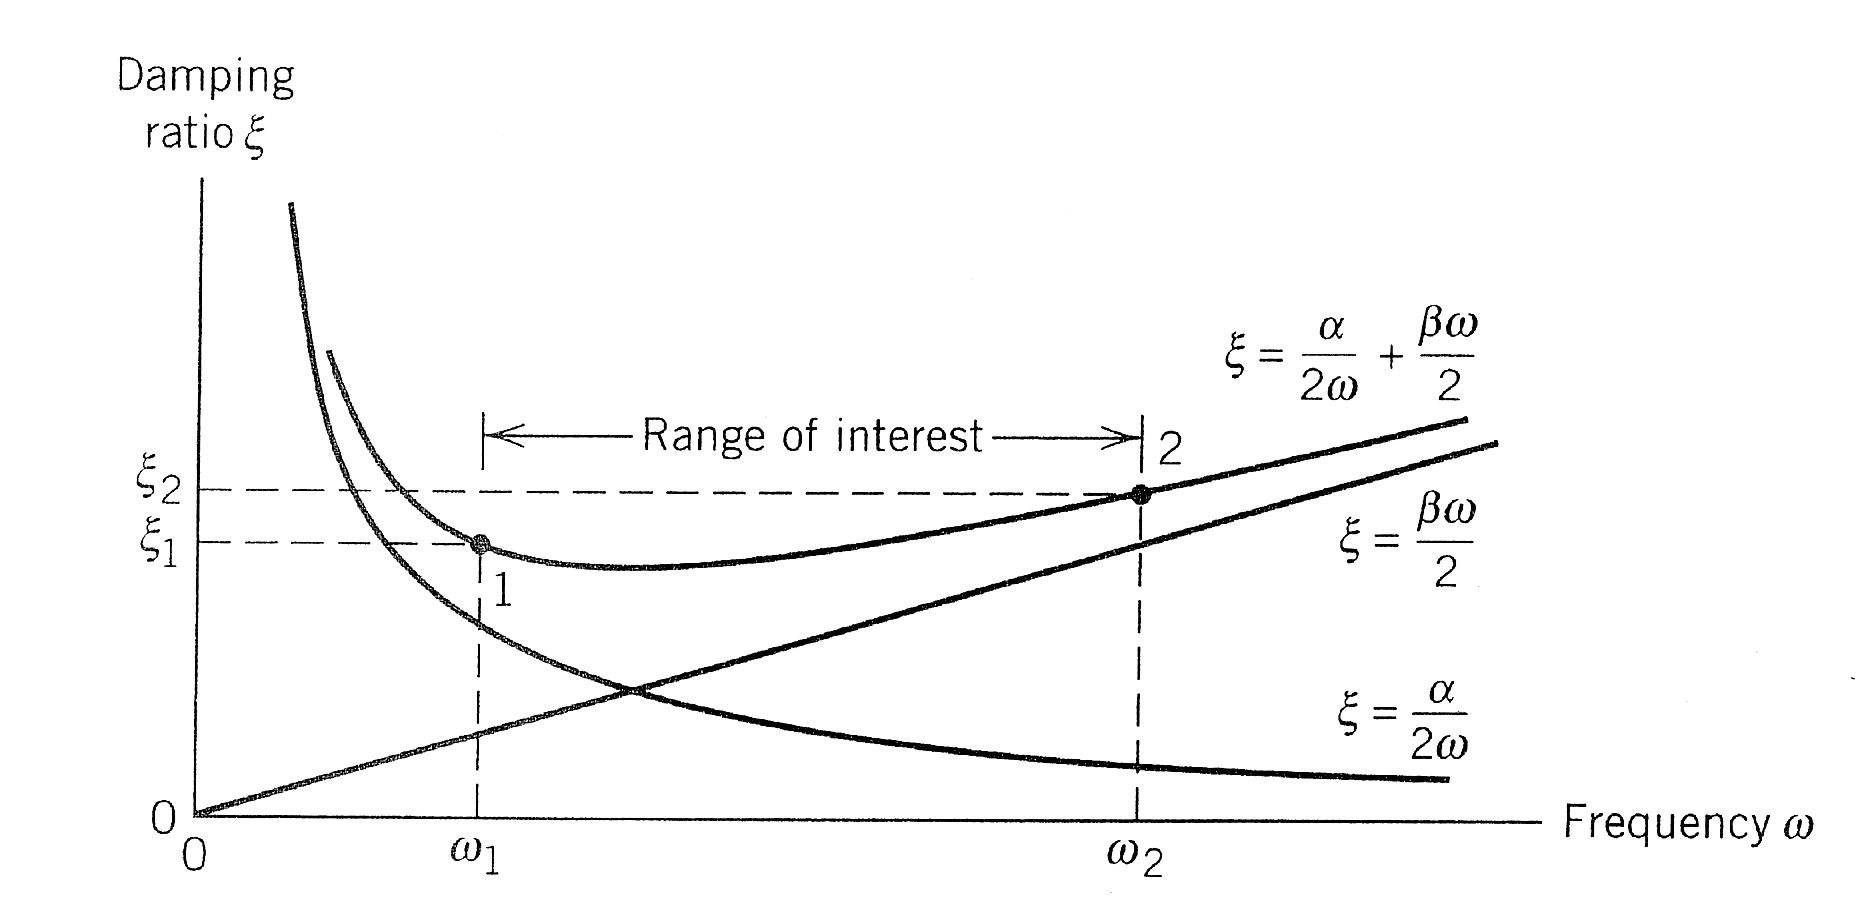 Damping
ratio ξ
ξ = α/2ω + βω/2
Range of interest
2
ξ2
ξ1
1
ξ = βω/2
ξ = α/2ω
0
0
ω1
ω2
Frequency ω